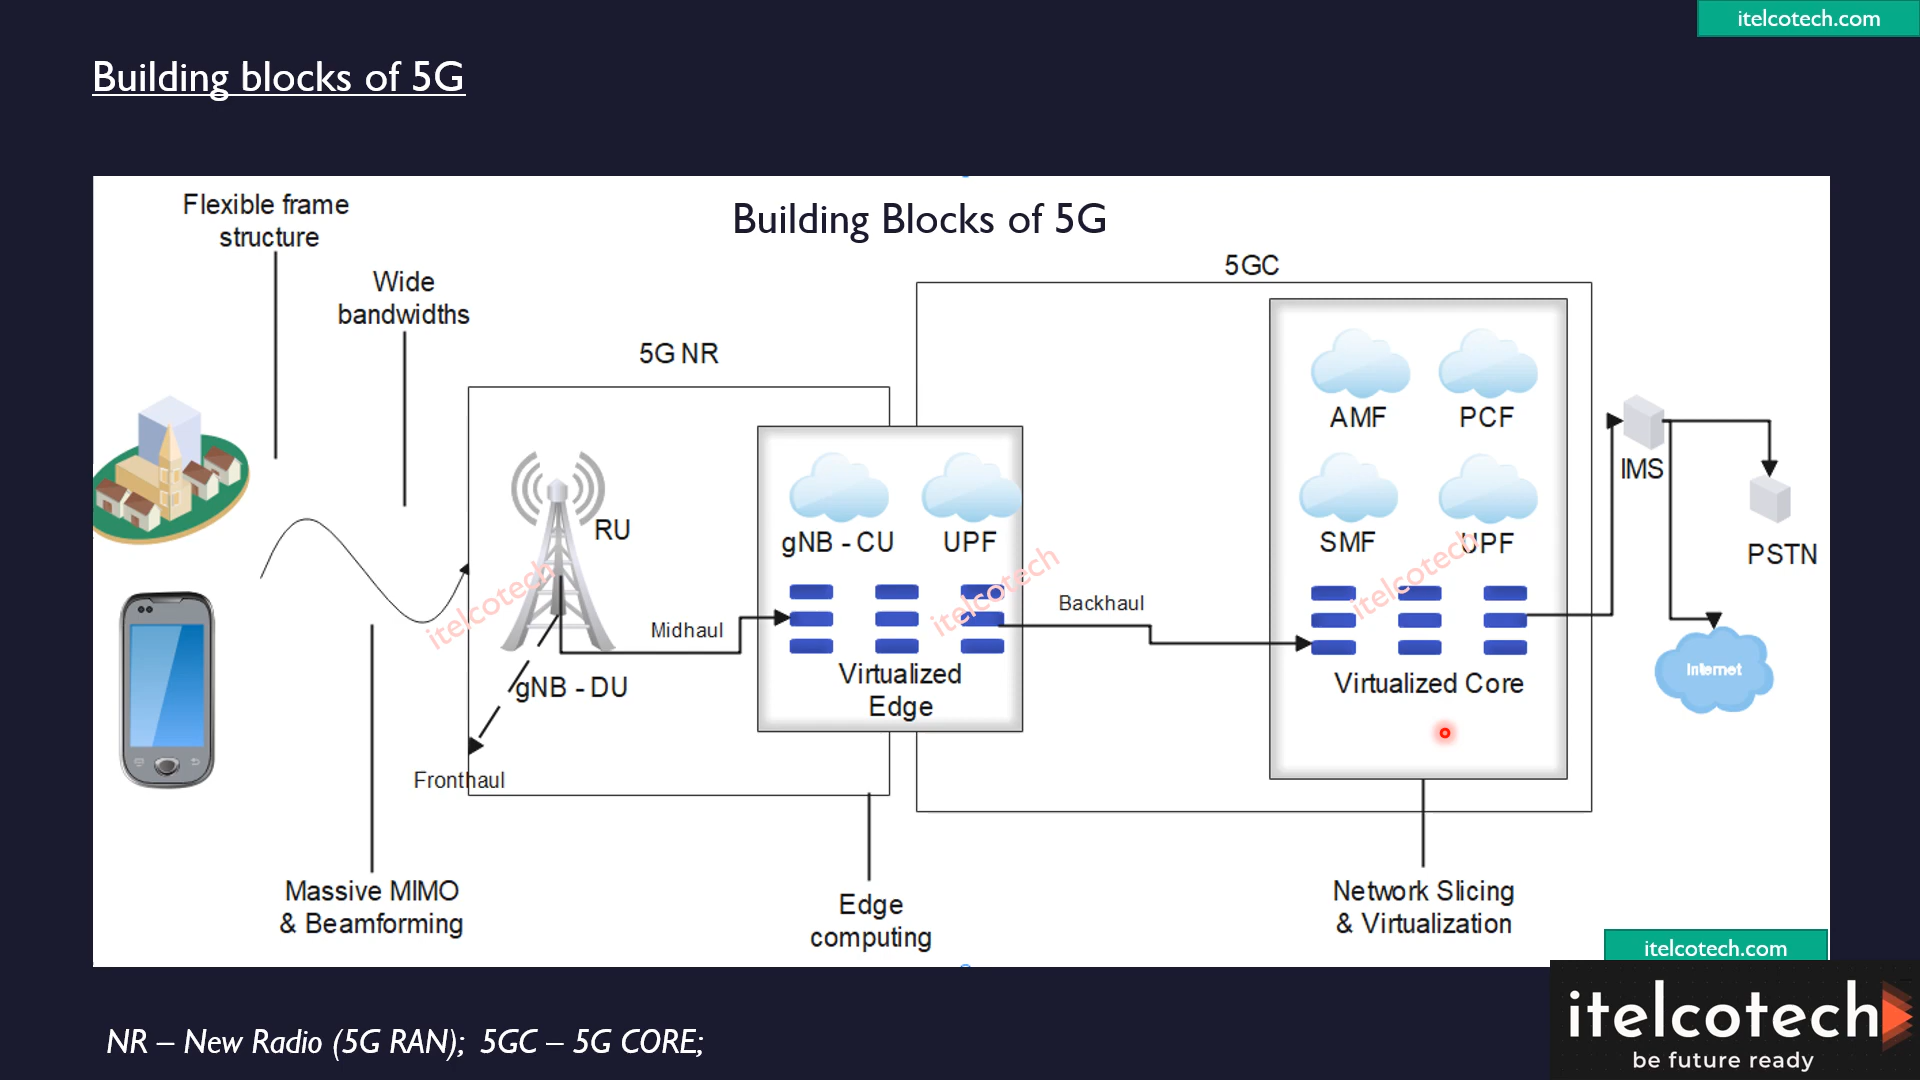 itelcotech.com
Building blocks of 5G
Flexible frame
structure
Building Blocks of 5G
Wide
bandwidths
5GC
5G NR
AMF
PCF
IMS
RU
gNB - CU
UPF
SMF
UPF
PSTN
itelcotech
itelcotech
itelcotech
Midhaul
Backhaul
Internet
gNB - DU
Virtualized
Edge
Virtualized Core
Fronthaul
Massive MIMO
& Beamforming
Edge
computing
Network Slicing
& Virtualization
itelcotech.com
itelcotech
be future ready
NR – New Radio (5G RAN); 5GC – 5G CORE;